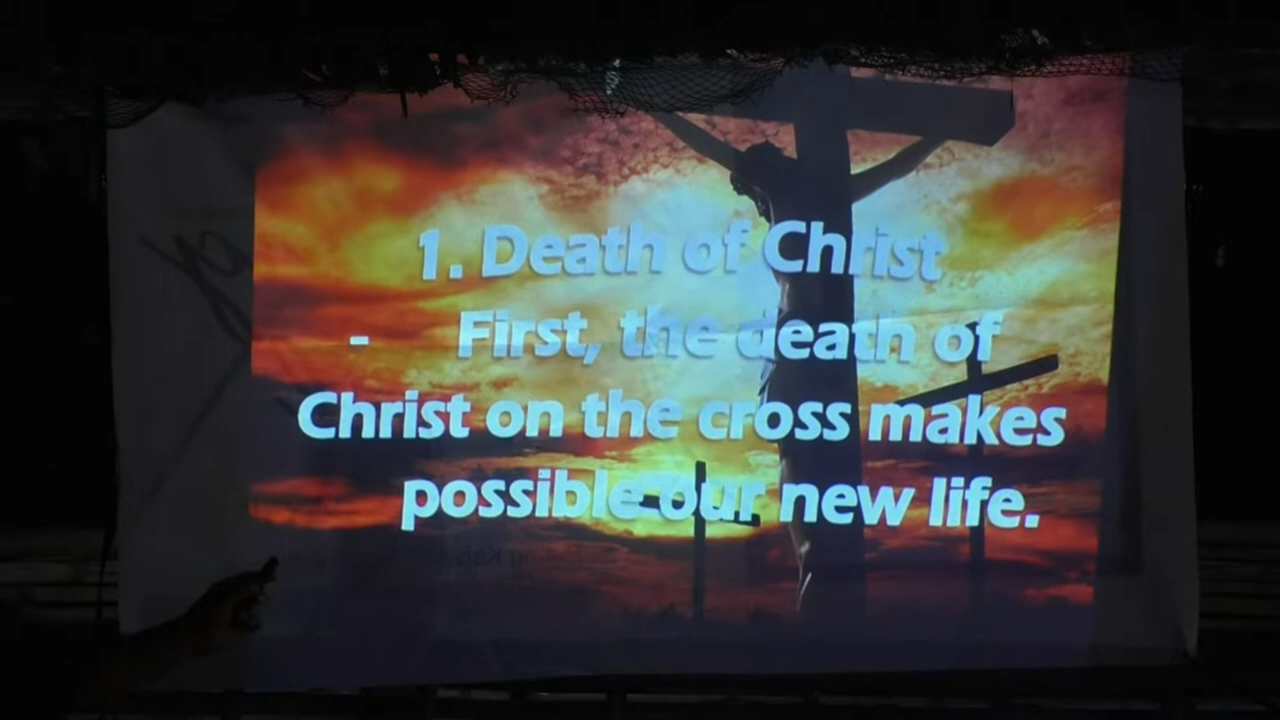 1. Death of Christ
- First, the death of
Christ on the cross makes
possible our new life.